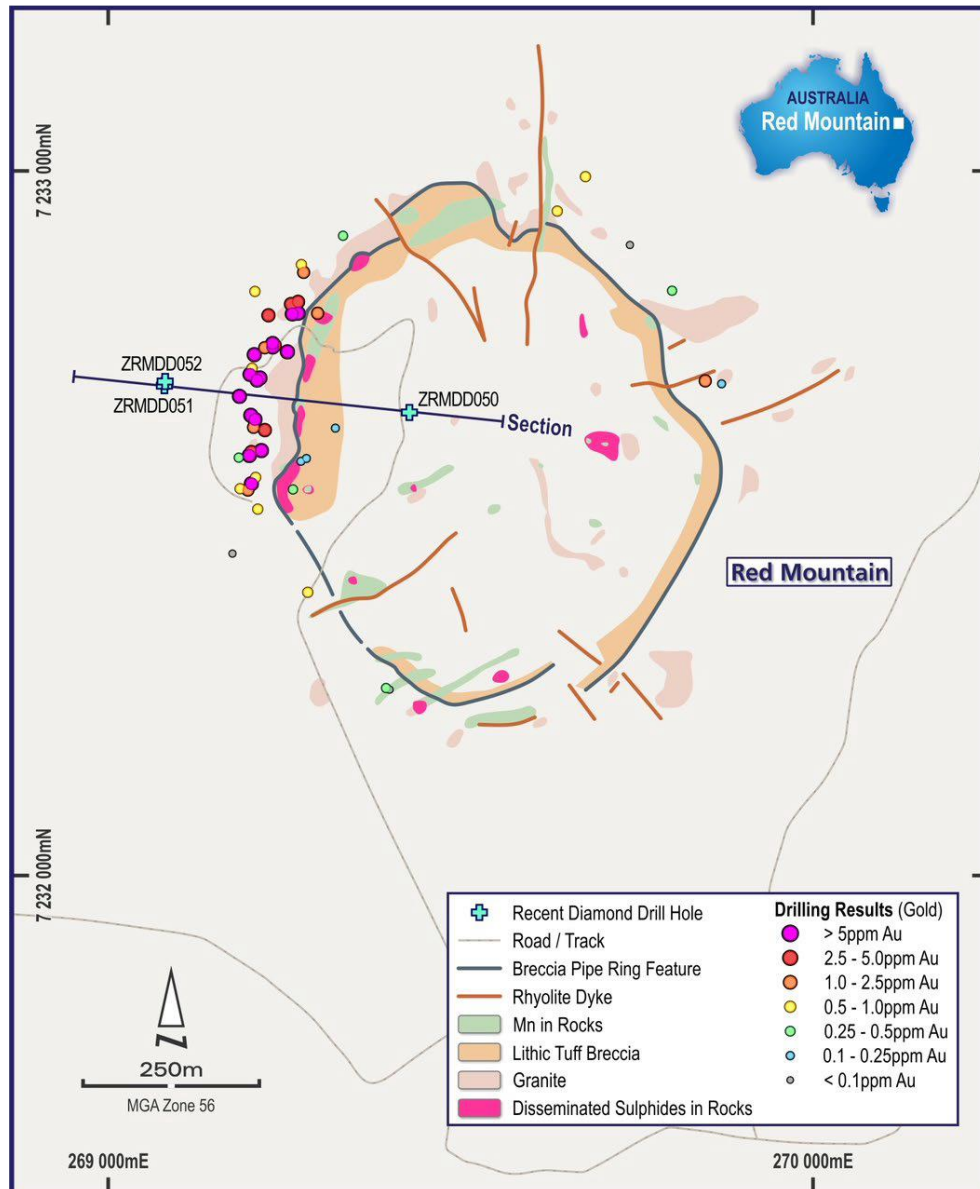 AUSTRALIA
Red Mountain
7 233 000mN
ZRMDD052
ZRMDD051
ZRMDD050
Section
Red Mountain
7 232 000mN
N
250m
MGA Zone 56
Recent Diamond Drill Hole
Road / Track
Breccia Pipe Ring Feature
Rhyolite Dyke
Mn in Rocks
Lithic Tuff Breccia
Granite
Disseminated Sulphides in Rocks
Drilling Results (Gold)
> 5ppm Au
2.5 - 5.0ppm Au
1.0 - 2.5ppm Au
0.5 - 1.0ppm Au
0.25 - 0.5ppm Au
0.1 - 0.25ppm Au
< 0.1ppm Au
269 000mE
270 000mE